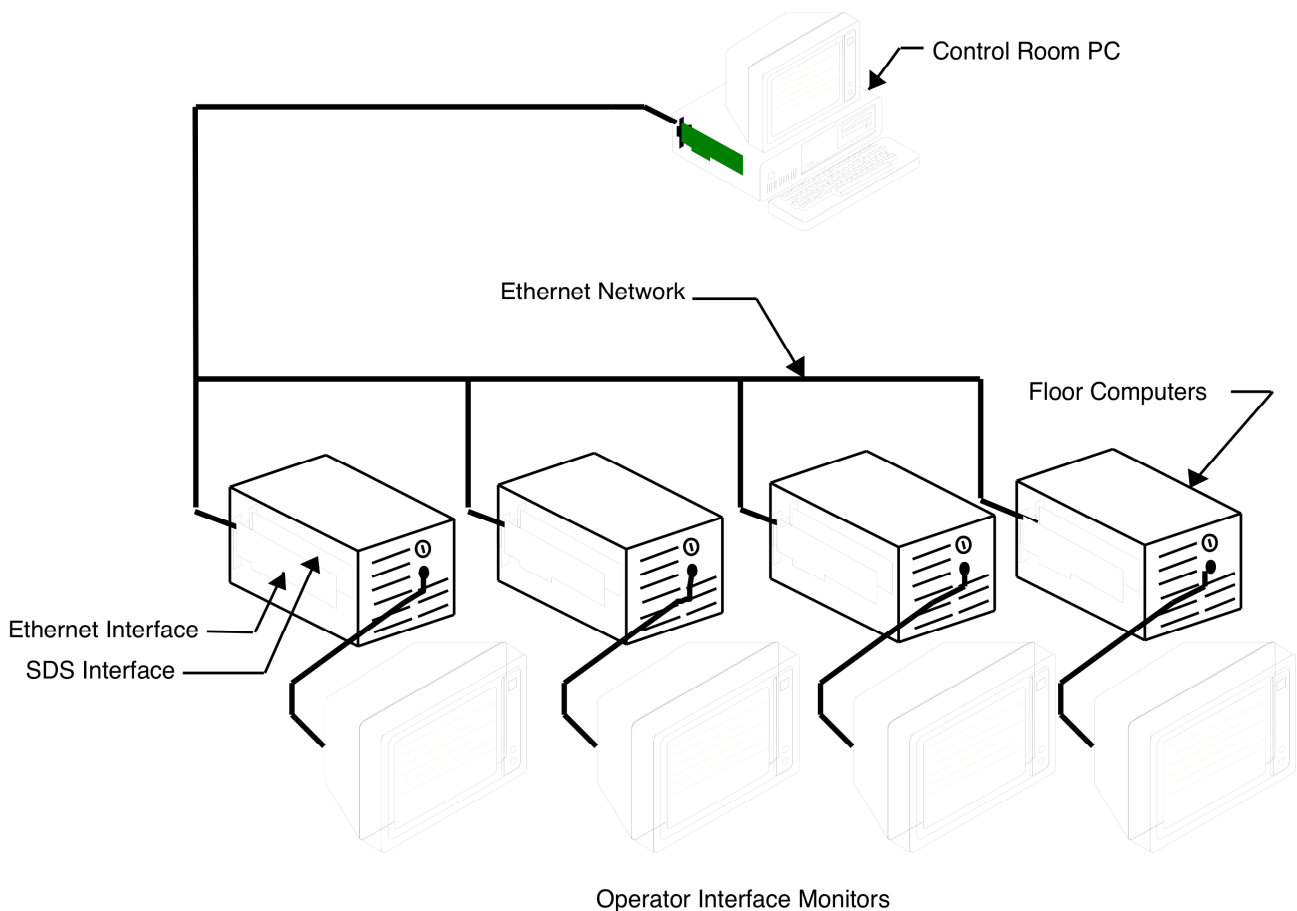 Control Room PC
Ethernet Network
Floor Computers
Ethernet Interface
SDS Interface
Operator Interface Monitors